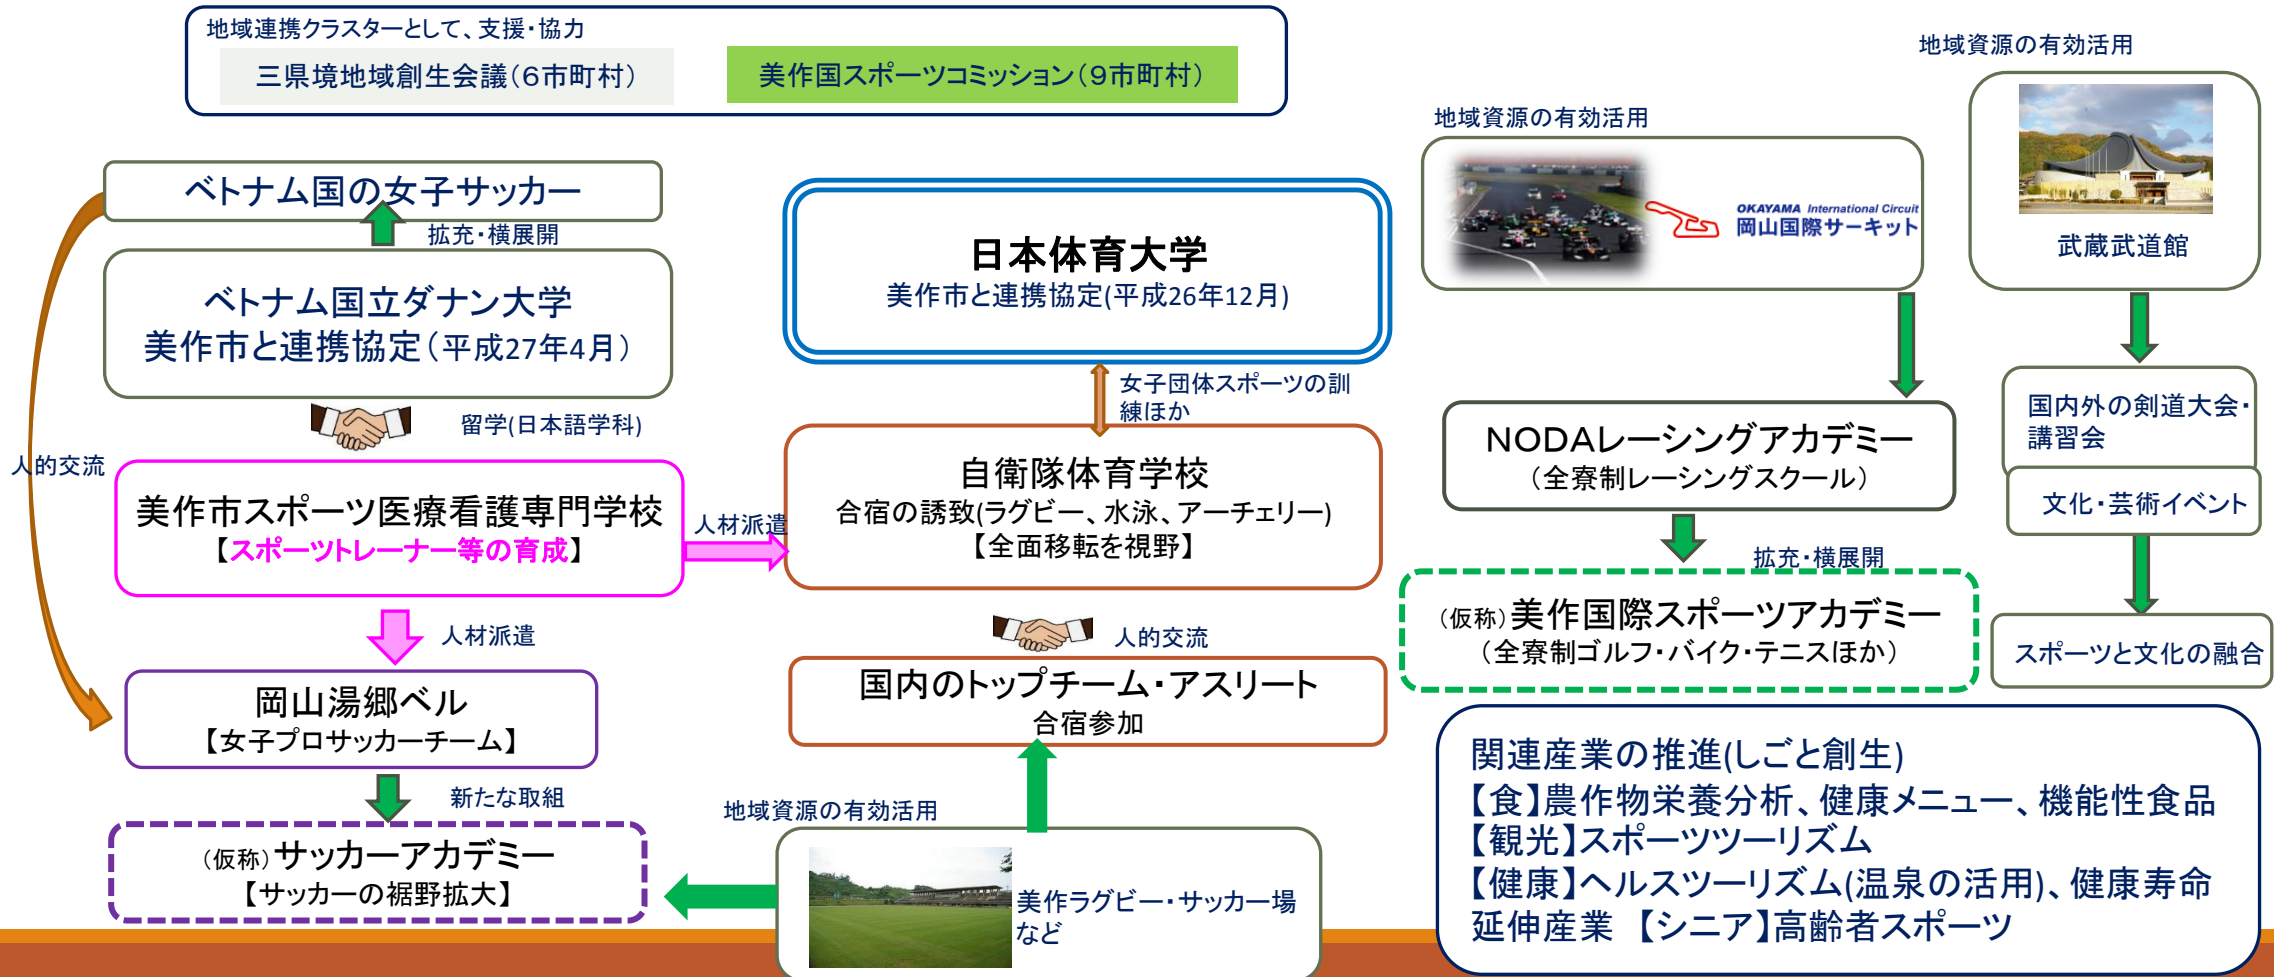 地域連携クラスターとして、支援・協力
三県境地域創生会議(6市町村)
美作国スポーツコミッション(9市町村)
ベトナム国の女子サッカー
拡充・横展開
ベトナム国立ダナン大学
美作市と連携協定(平成27年4月)
留学(日本語学科)
人的交流
美作市スポーツ医療看護専門学校
【スポーツトレーナー等の育成】
人材派遣
人材派遣
岡山湯郷ベル
【女子プロサッカーチーム】
新たな取組
(仮称)サッカーアカデミー
【サッカーの裾野拡大】
日本体育大学
美作市と連携協定(平成26年12月)
女子団体スポーツの訓
練ほか
自衛隊体育学校
合宿の誘致(ラグビー、水泳、アーチェリー)
【全面移転を視野】
人的交流
国内のトップチーム・アスリート
合宿参加
地域資源の有効活用
美作ラグビー・サッカー場
など
地域資源の有効活用
OKAYAMA International Circuit
岡山国際サーキット
NODAレーシングアカデミー
(全寮制レーシングスクール)
拡充・横展開
(仮称)美作国際スポーツアカデミー
(全寮制ゴルフ・バイク・テニスほか)
地域資源の有効活用
武蔵武道館
国内外の剣道大会・
講習会
文化・芸術イベント
スポーツと文化の融合
関連産業の推進(しごと創生)
【食】農作物栄養分析、健康メニュー、機能性食品
【観光】スポーツツーリズム
【健康】ヘルスツーリズム(温泉の活用)、健康寿命
延伸産業 【シニア】高齢者スポーツ